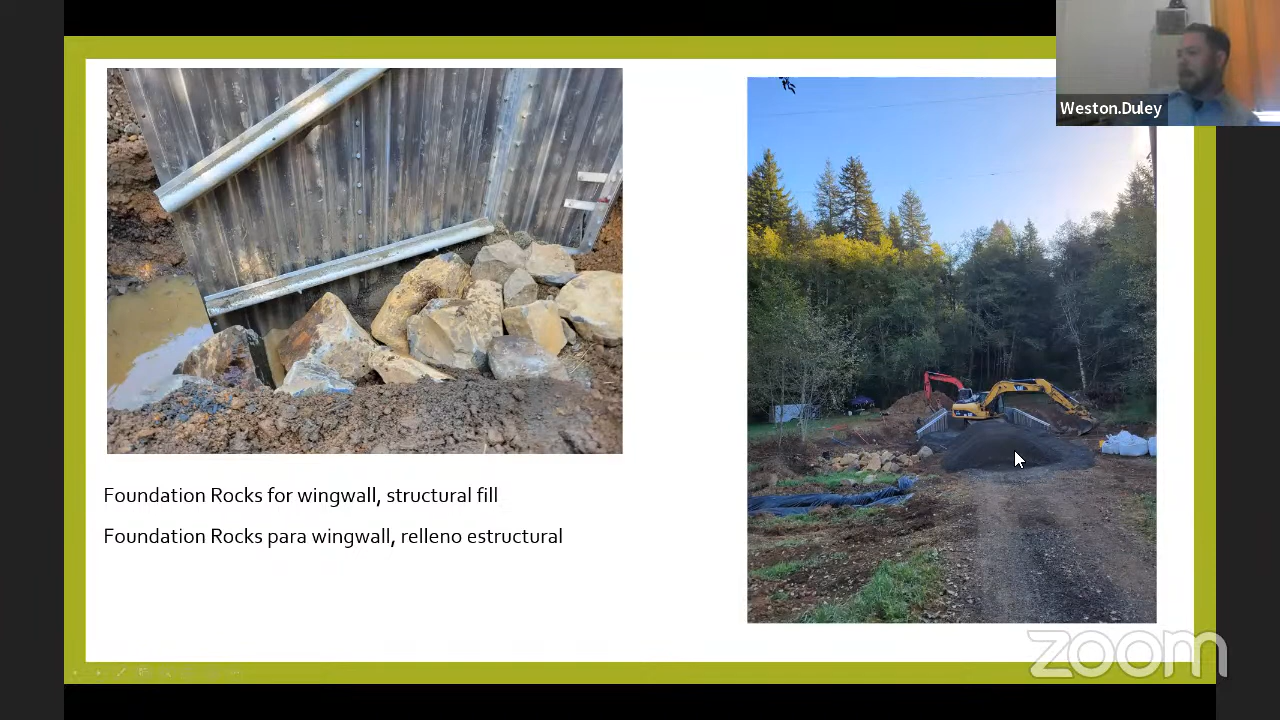 Weston.Duley
Foundation Rocks for wingwall, structural fill
Foundation Rocks para wingwall, relleno estructural
zoom